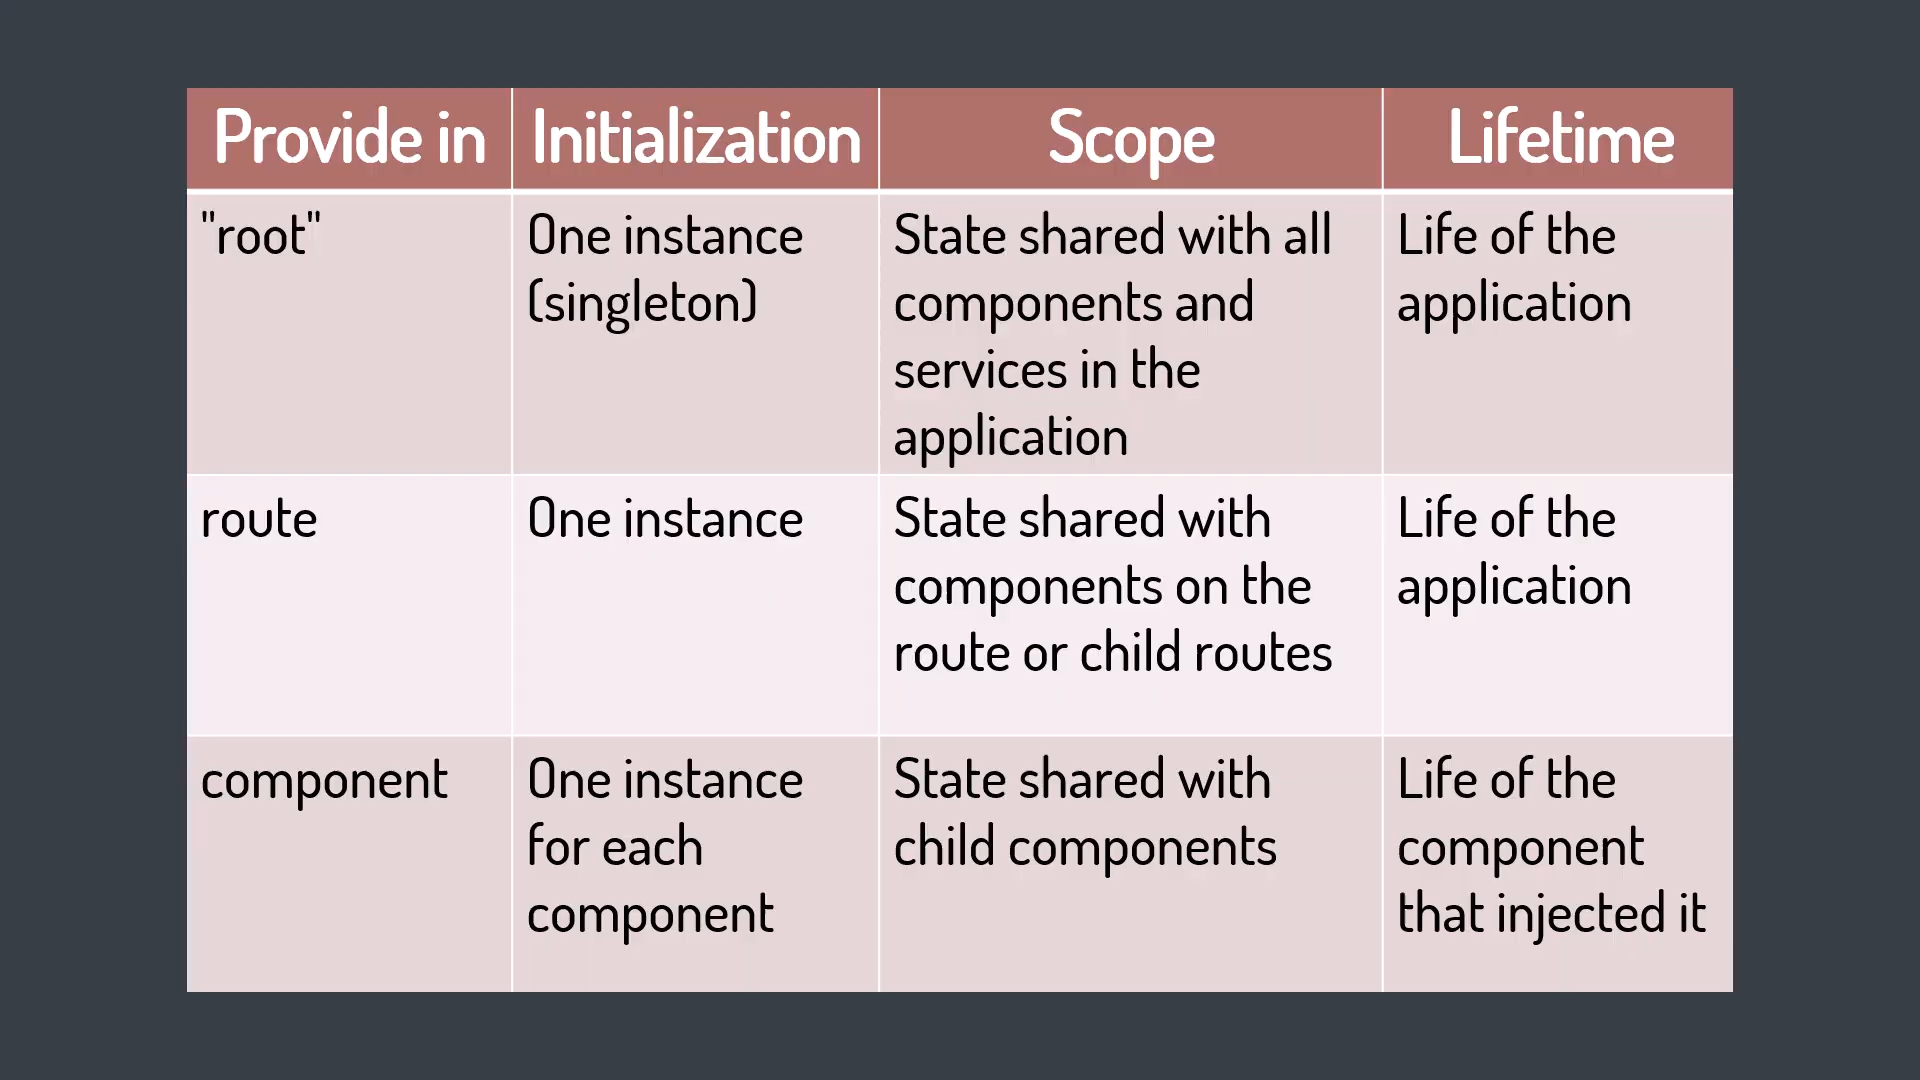 Provide in
Initialization
Scope
Lifetime
"root"
One instance
(singleton)
State shared with all
components and
services in the
application
Life of the
application
route
One instance
State shared with
components on the
route or child routes
Life of the
application
component
One instance
for each
component
State shared with
child components
Life of the
component
that injected it